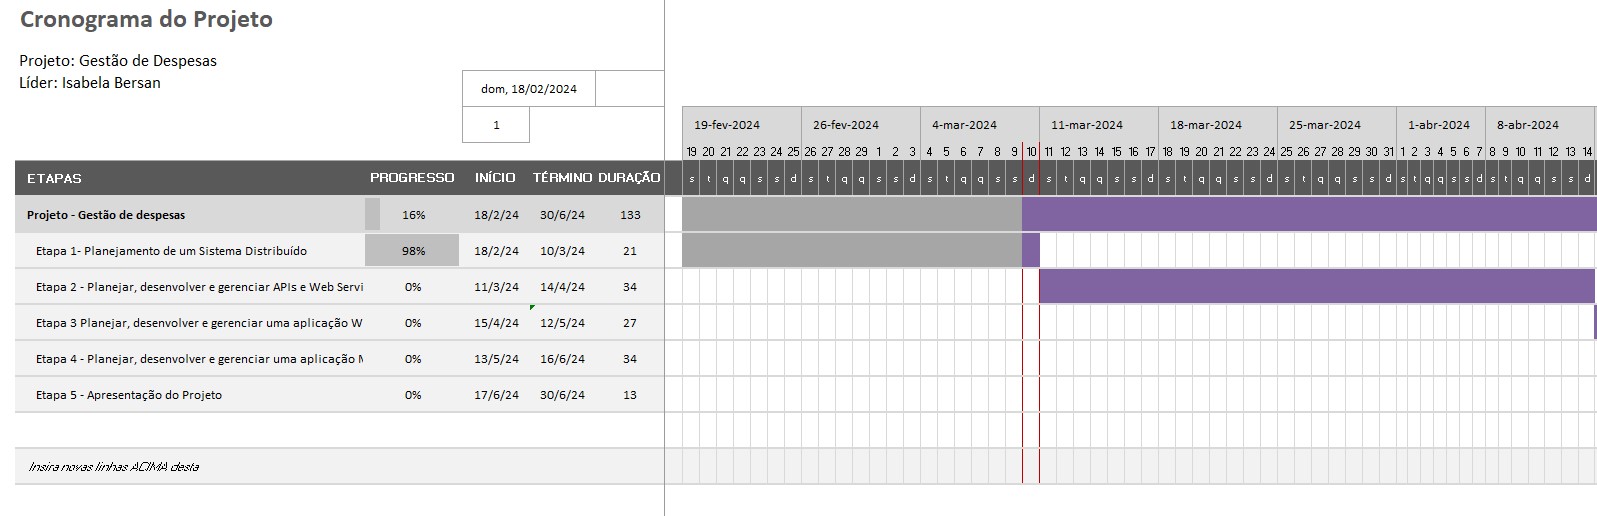 Cronograma do Projeto
Projeto: Gestão de Despesas
Líder: Isabela Bersan
dom, 18/02/2024
1
19-fev-2024 26-fev-2024 4-mar-2024 11-mar-2024 18-mar-2024 25-mar-2024 1-abr-2024 8-abr-2024
19 20 21 22 23 24 25 26 27 28 29 1 2 3 4 5 6 7 8 9 10 11 12 13 14 15 16 17 18 19 20 21 22 23 24 25 26 27 28 29 30 31 1 2 3 4 5 6 7 8 9 10 11 12 13 14
ETAPAS PROGRESSO INÍCIO TÉRMINO DURAÇÃO s t q q s s d s t q q s s d s t q q s s d s t q q s s d s t q q s s d s t q q s s d s t q q s s d s t q q s s d
Projeto - Gestão de despesas 16% 18/2/24 30/6/24 133
Etapa 1- Planejamento de um Sistema Distribuído 98% 18/2/24 10/3/24 21
Etapa 2 - Planejar, desenvolver e gerenciar APIs e Web Servi 0% 11/3/24 14/4/24 34
Etapa 3 Planejar, desenvolver e gerenciar uma aplicação W 0% 15/4/24 12/5/24 27
Etapa 4 - Planejar, desenvolver e gerenciar uma aplicação 0% 13/5/24 16/6/24 34
Etapa 5 - Apresentação do Projeto 0% 17/6/24 30/6/24 13
Insira novas linhas ACIMA desta